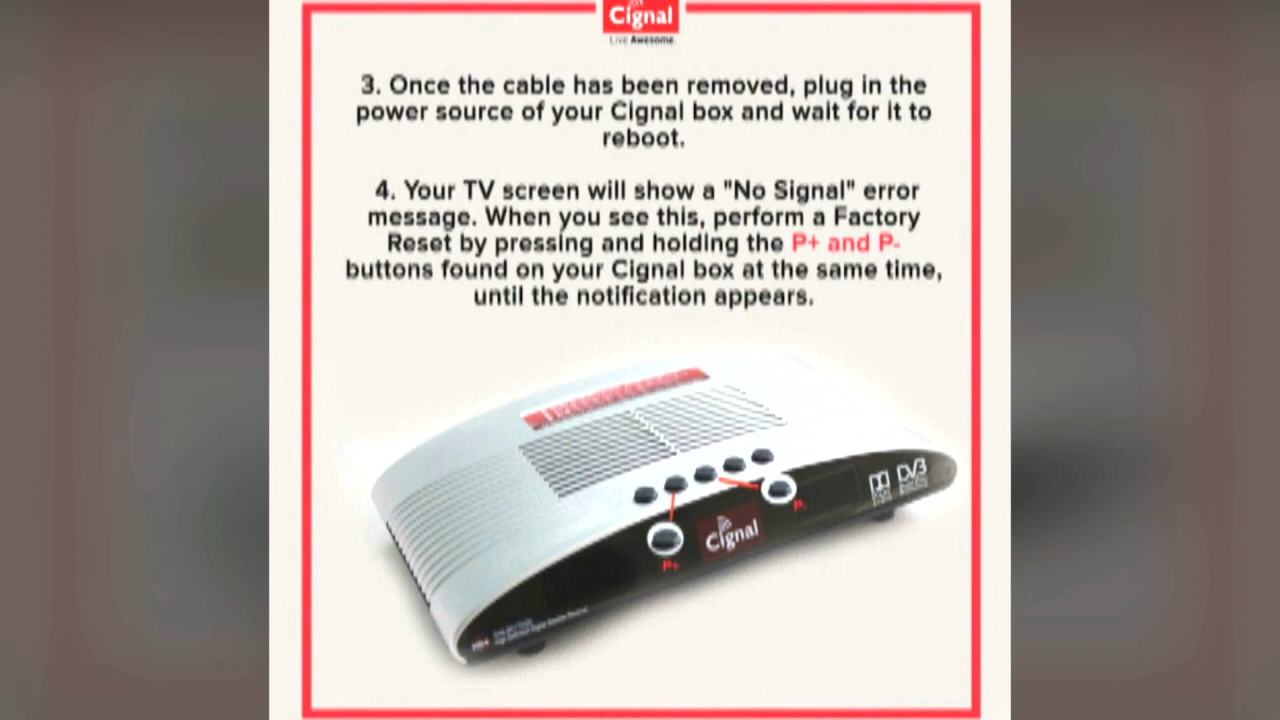 Cignal
Live Awesome.
3. Once the cable has been removed, plug in the
power source of your Cignal box and wait for it to
reboot.
4. Your TV screen will show a "No Signal" error
message. When you see this, perform a Factory
Reset by pressing and holding the P+ and P-
buttons found on your Cignal box at the same time,
until the notification appears.
DVB
P-
Cignal
P+